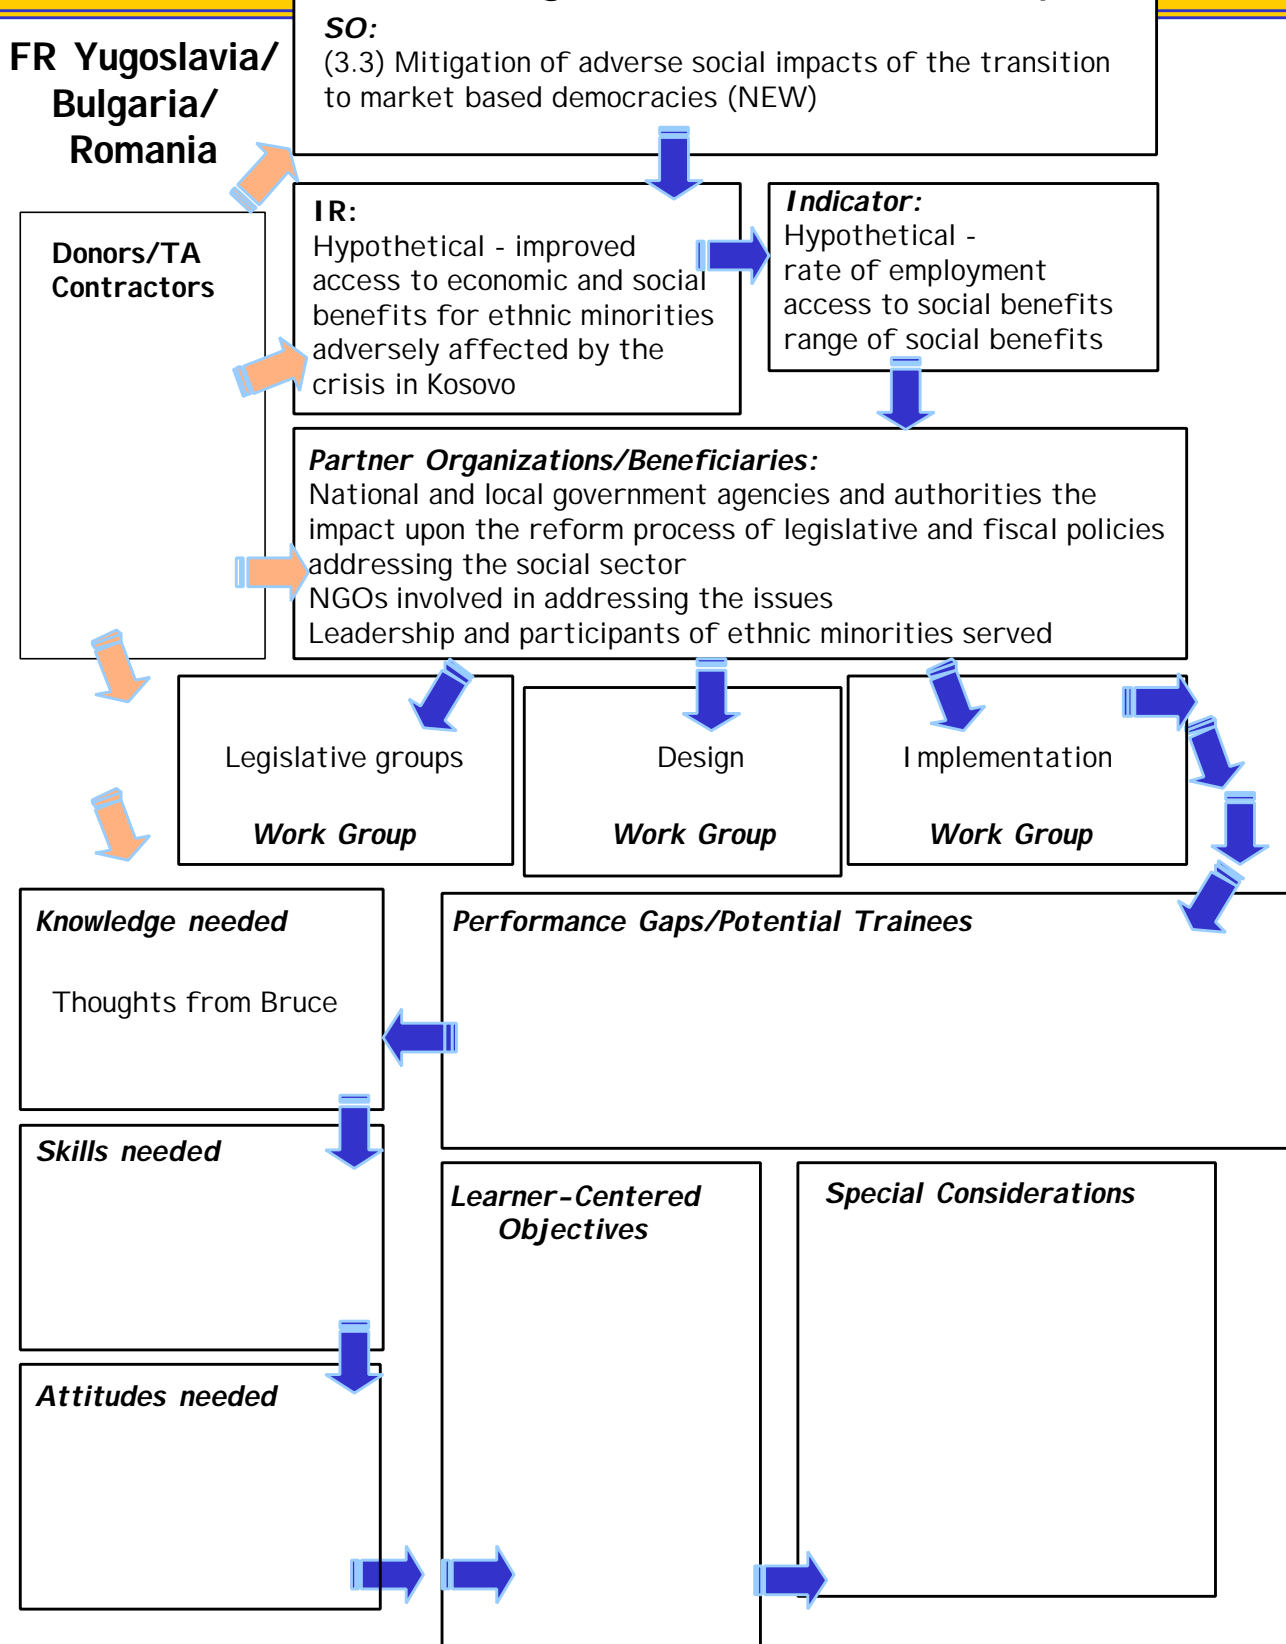 SO:
(3.3) Mitigation of adverse social impacts of the transition
to market based democracies (NEW)
FR Yugoslavia/
Bulgaria/
Romania
Donors/TA
Contractors
IR:
Hypothetical - improved
access to economic and social
benefits for ethnic minorities
adversely affected by the
crisis in Kosovo
Indicator:
Hypothetical -
rate of employment
access to social benefits
range of social benefits
Partner Organizations/Beneficiaries:
National and local government agencies and authorities the
impact upon the reform process of legislative and fiscal policies
addressing the social sector
NGOs involved in addressing the issues
Leadership and participants of ethnic minorities served
Legislative groups
Work Group
Design
Work Group
Implementation
Work Group
Knowledge needed
Thoughts from Bruce
Performance Gaps/Potential Trainees
Skills needed
Attitudes needed
Learner-Centered
Objectives
Special Considerations